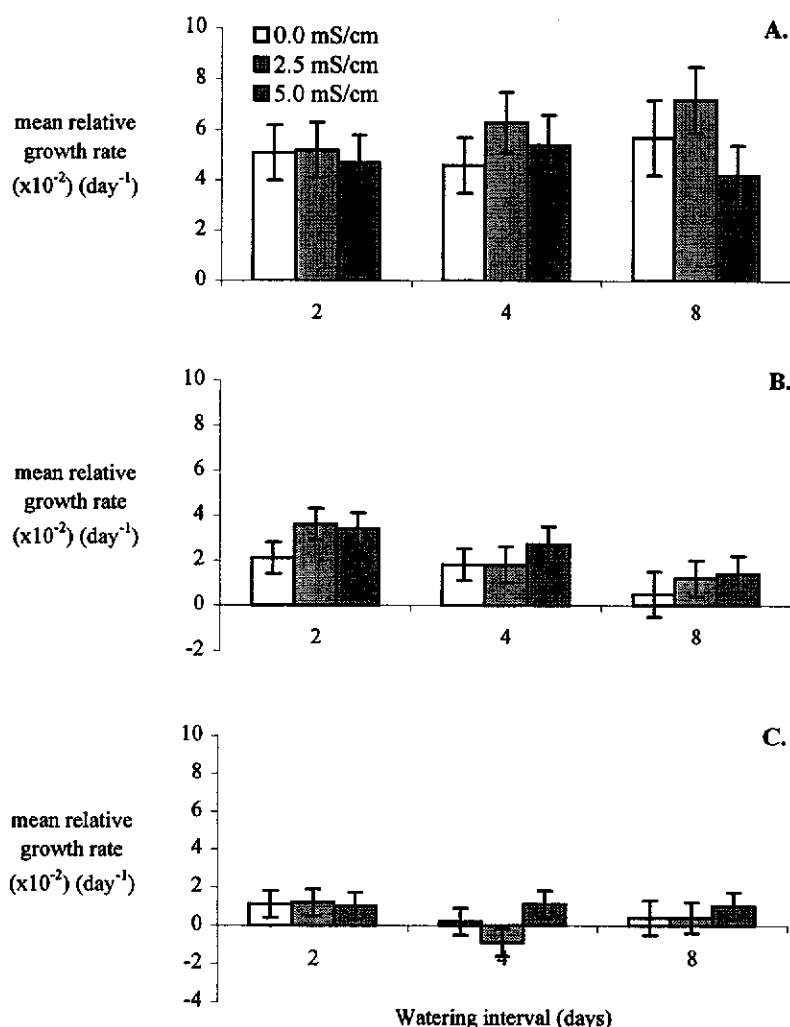 10
A.
0.0 mS/cm
8
2.5 mS/cm
5.0 mS/cm
mean relative
growth rate
(x10⁻²) (day⁻¹)
6
4
2
0
2 4 8
10
B.
8
mean relative
growth rate
(x10⁻²) (day⁻¹)
6
4
2
0
-2
2 4 8
10
C.
8
mean relative
growth rate
(x10⁻²) (day⁻¹)
6
4
2
0
-2
-4
2 4 8
Watering interval (days)